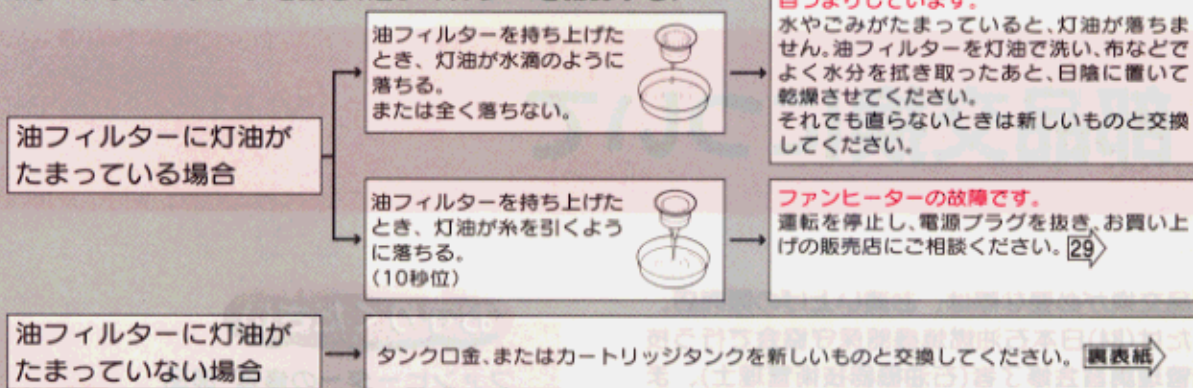 目づまりしています。
油フィルターを持ち上げた
とき、灯油が水滴のように
落ちる。
または全く落ちない。
水やごみがたまっていると、灯油が落ちま
せん。油フィルターを灯油で洗い、布などで
よく水分を拭き取ったあと、日陰に置いて
乾燥させてください。
それでも直らないときは新しいものと交換
してください。
油フィルターに灯油が
たまっている場合
油フィルターを持ち上げた
とき、灯油が糸を引くよう
に落ちる。
(10秒位)
ファンヒーターの故障です。
運転を停止し、電源プラグを抜き、お買い上
げの販売店にご相談ください。 29
油フィルターに灯油が
たまっていない場合
タンク口金、またはカートリッジタンクを新しいものと交換してください。 裏表紙